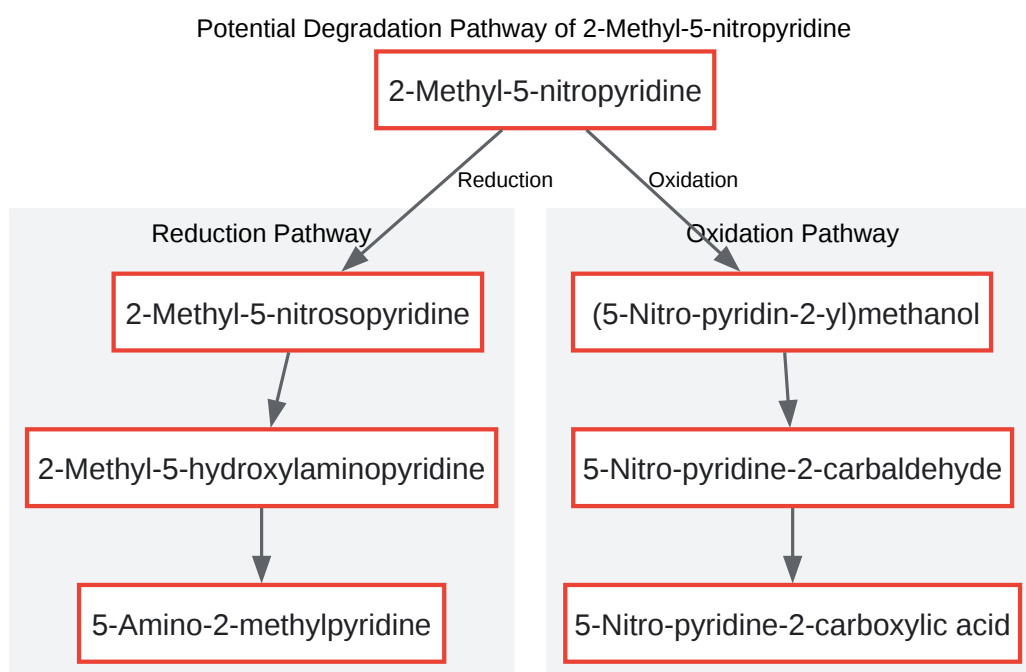 Potential Degradation Pathway of 2-Methyl-5-nitropyridine
2-Methyl-5-nitropyridine
Reduction
Oxidation
Reduction Pathway
Oxidation Pathway
2-Methyl-5-nitrosopyridine
(5-Nitro-pyridin-2-yl)methanol
2-Methyl-5-hydroxylaminopyridine
5-Nitro-pyridine-2-carbaldehyde
5-Amino-2-methylpyridine
5-Nitro-pyridine-2-carboxylic acid